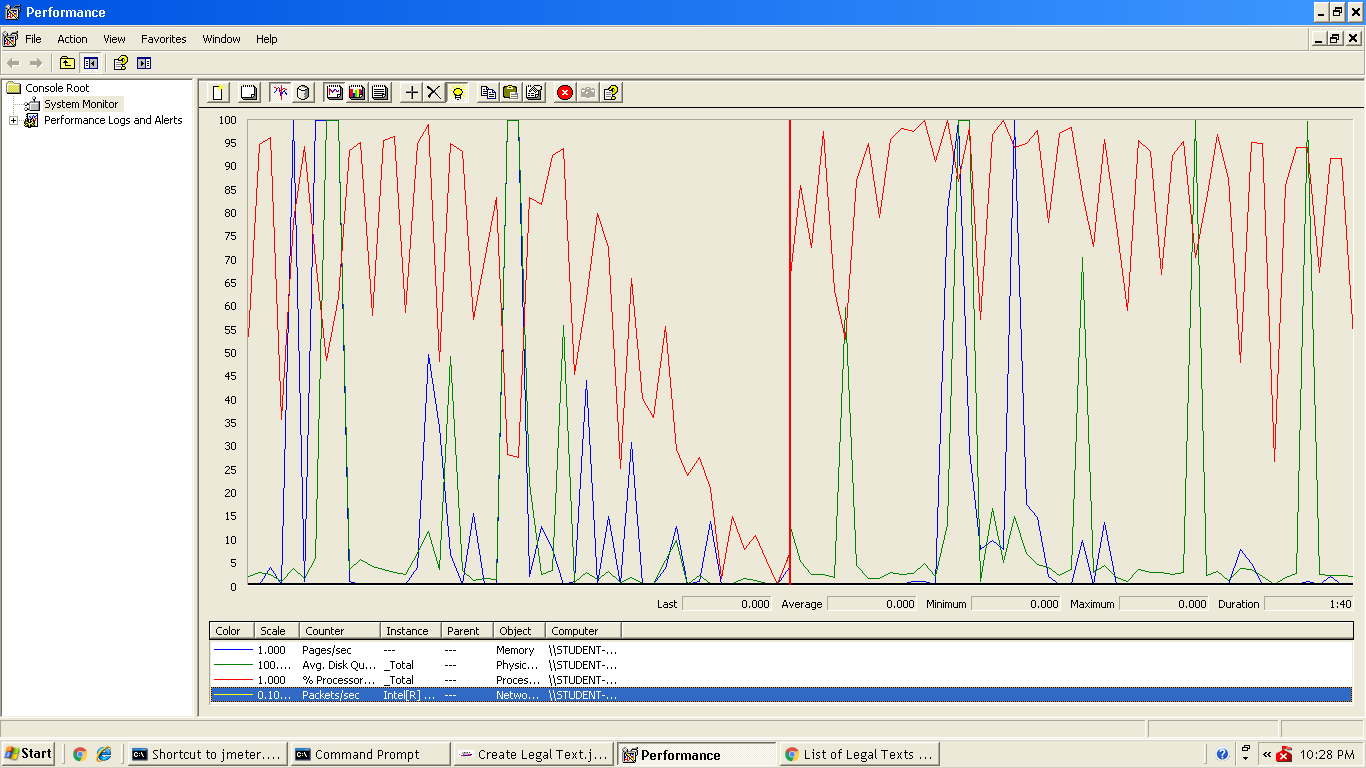 Performance
File Action View Favorites Window Help
Console Root
System Monitor
Performance Logs and Alerts
100
95
90
85
80
75
70
65
60
55
50
45
40
35
30
25
20
15
10
5
0
Last 0.000 Average 0.000 Minimum 0.000 Maximum 0.000 Duration 1:40
Color Scale Counter Instance Parent Object Computer
1.000 Pages/sec --- --- Memory \\STUDENT-...
100.... Avg. Disk Qu... _Total --- Physic... \\STUDENT-...
1.000 % Processor... _Total --- Proces... \\STUDENT-...
0.10... Packets/sec Intel[R] ... --- Netwo... \\STUDENT-...
Start Shortcut to jmeter.... Command Prompt Create Legal Text.j... Performance List of Legal Texts ... 10:28 PM